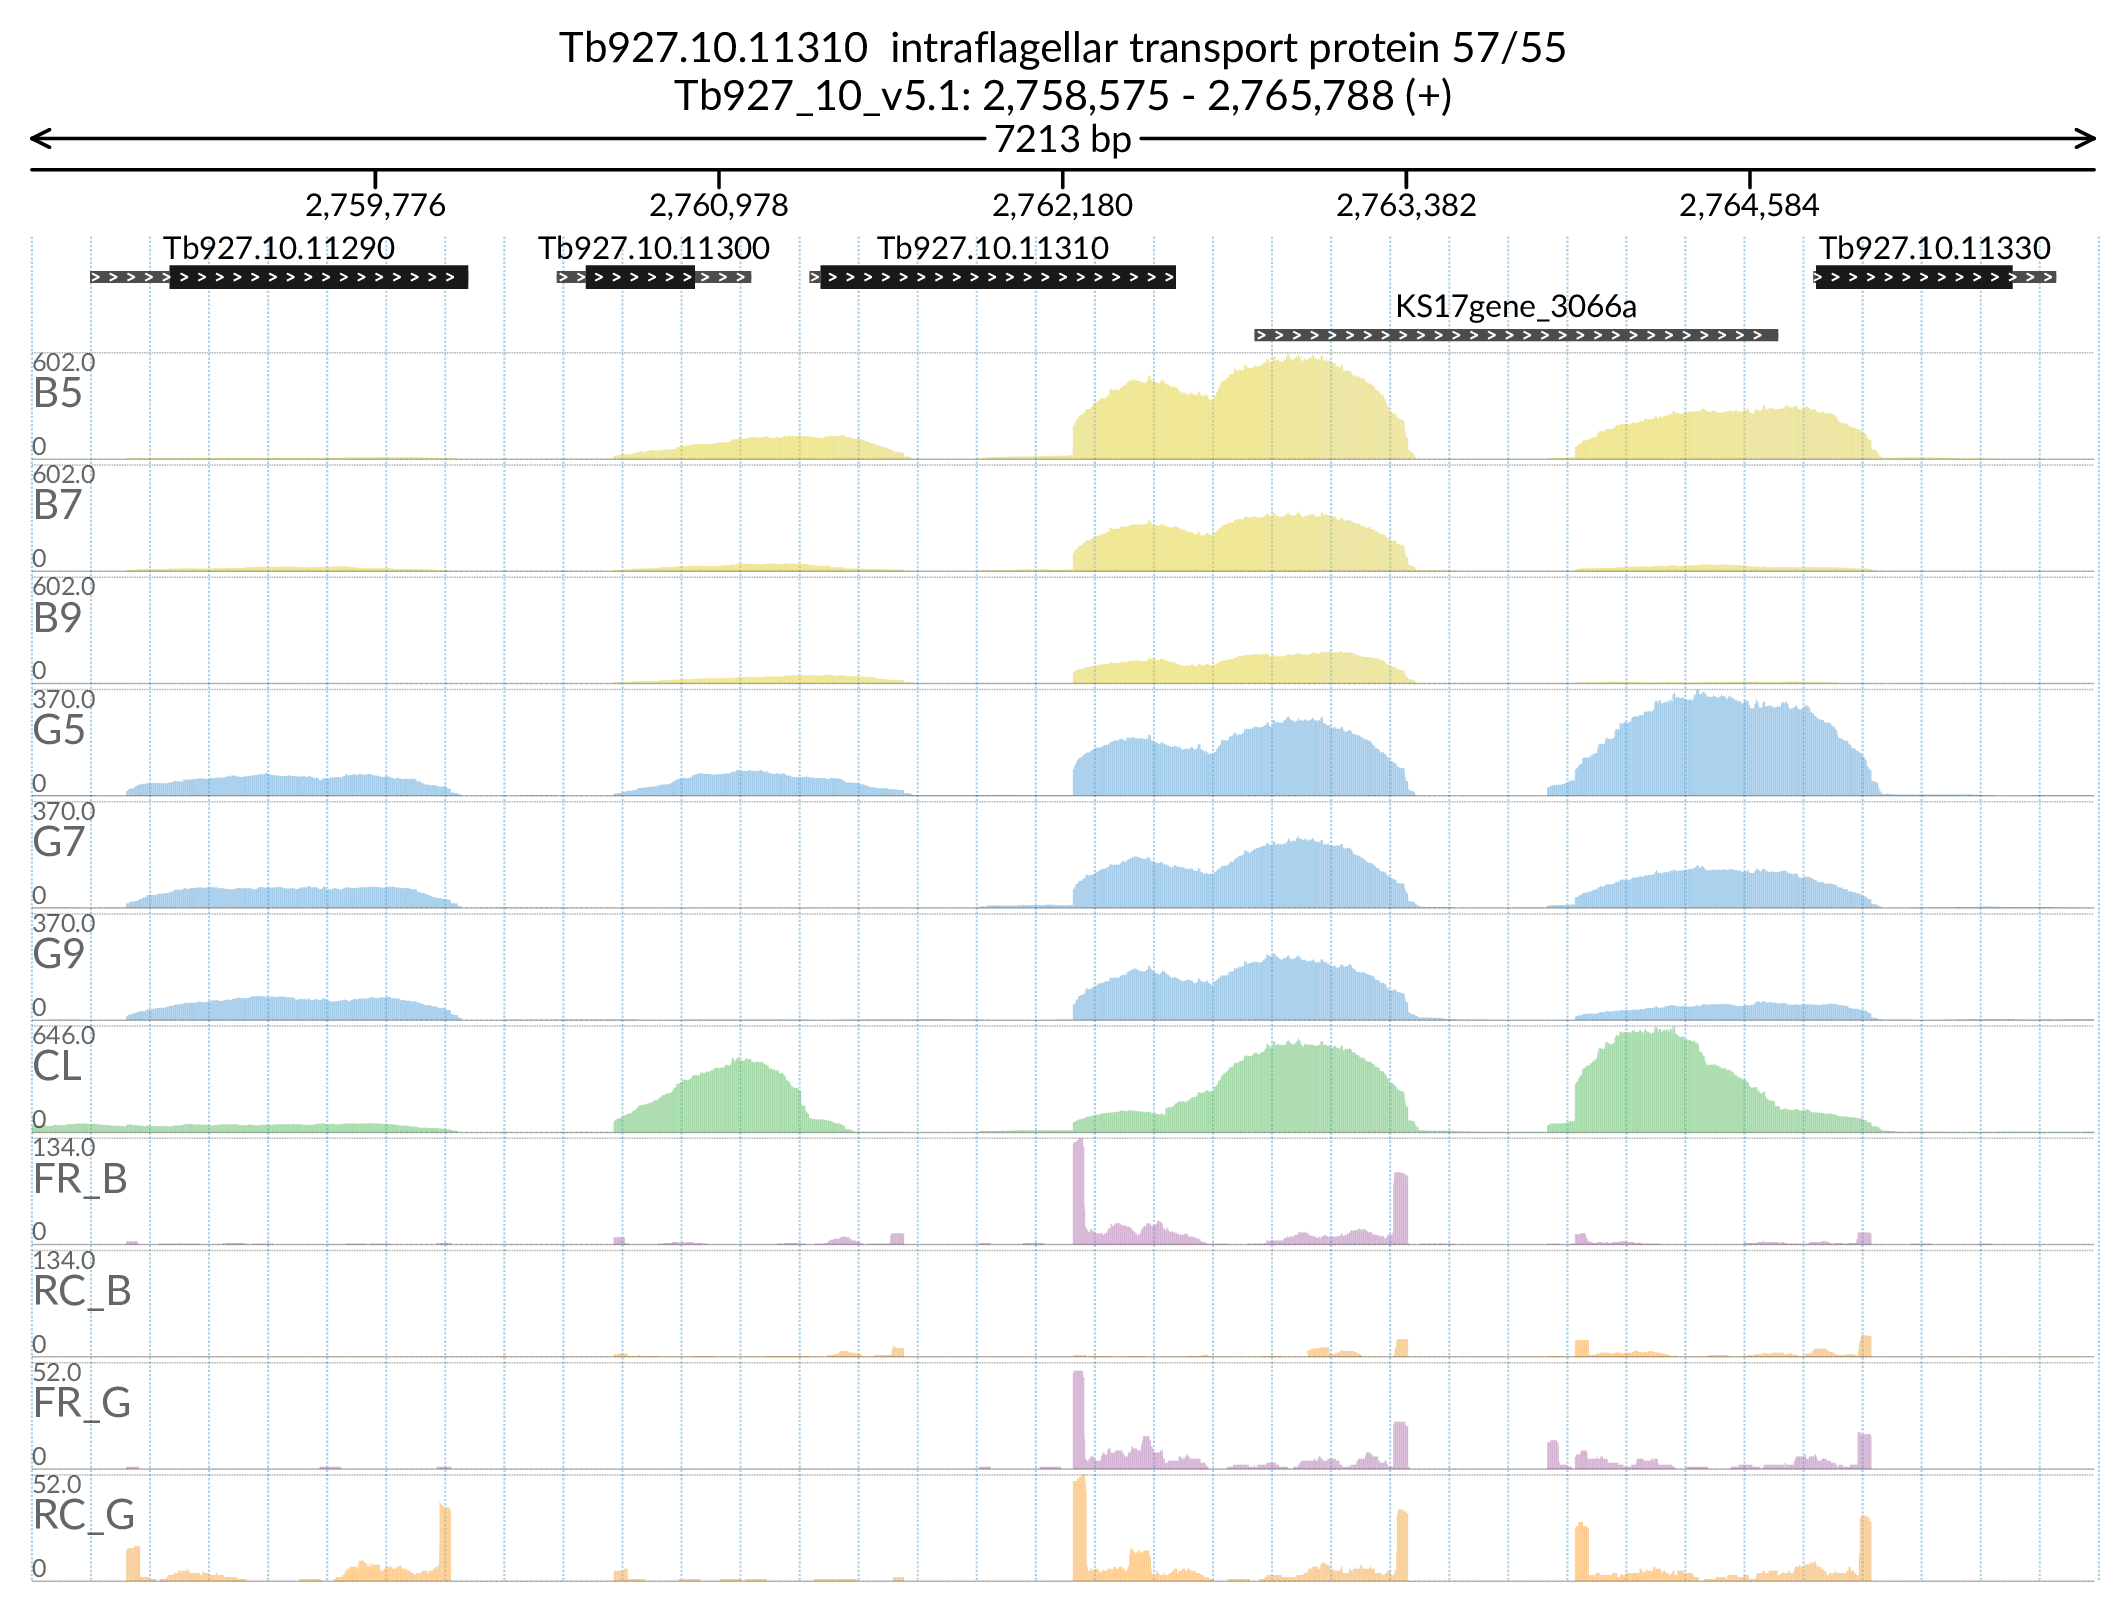 Tb927.10.11310  intraflagellar transport protein 57/55
Tb927_10_v5.1: 2,758,575 - 2,765,788 (+)
7213 bp
2,759,776 2,760,978 2,762,180 2,763,382 2,764,584
Tb927.10.11290 Tb927.10.11300 Tb927.10.11310 Tb927.10.11330
KS17gene_3066a
602.0
B5
0
602.0
B7
0
602.0
B9
0
370.0
G5
0
370.0
G7
0
370.0
G9
0
646.0
CL
0
134.0
FR_B
0
134.0
RC_B
0
52.0
FR_G
0
52.0
RC_G
0